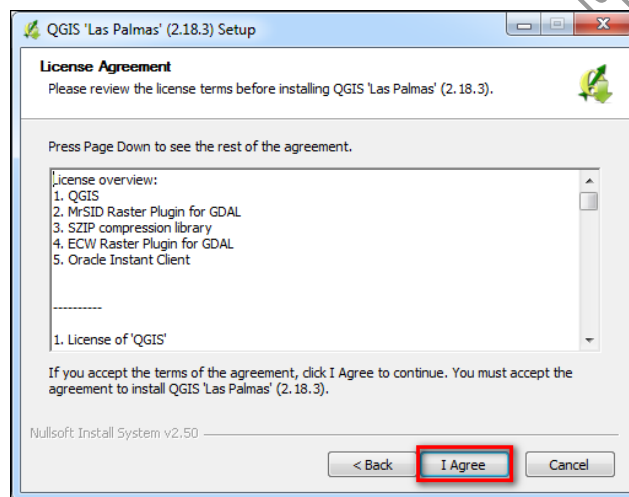 QGIS 'Las Palmas' (2.18.3) Setup
License Agreement
Please review the license terms before installing QGIS 'Las Palmas' (2.18.3).
Press Page Down to see the rest of the agreement.
License overview:
1. QGIS
2. MrSID Raster Plugin for GDAL
3. SZIP compression library
4. ECW Raster Plugin for GDAL
5. Oracle Instant Client
----------
1. License of 'QGIS'
If you accept the terms of the agreement, click I Agree to continue. You must accept the
agreement to install QGIS 'Las Palmas' (2.18.3).
Nullsoft Install System v2.50
< Back
I Agree
Cancel